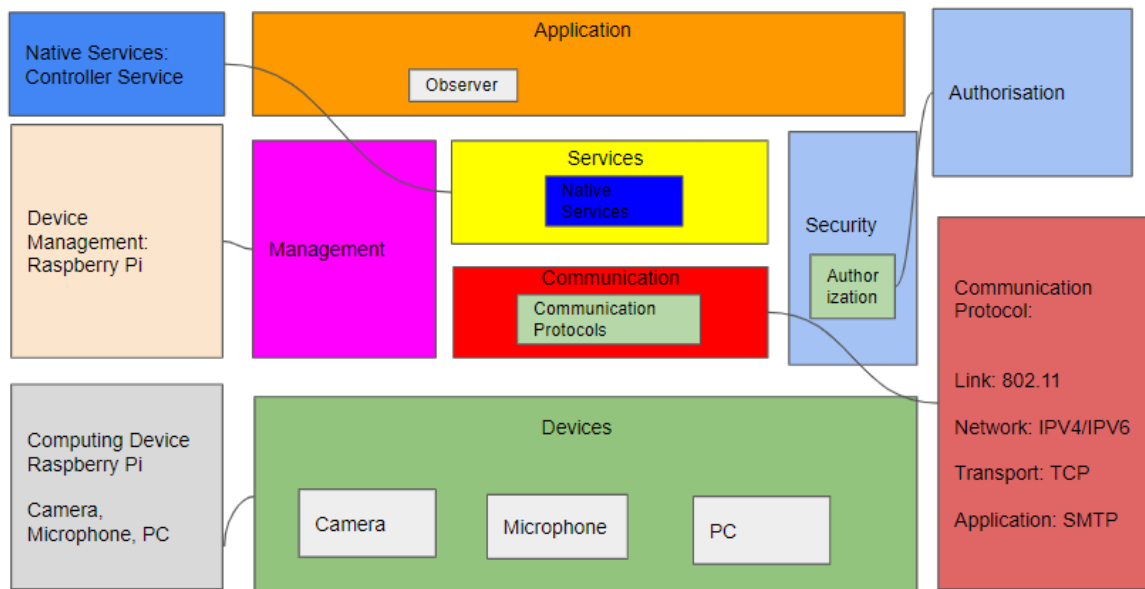 Native Services:
Controller Service
Application
Observer
Authorisation
Device
Management:
Raspberry Pi
Management
Services
Native
Services
Security
Author
ization
Communication
Communication
Protocols
Communication
Protocol:
Link: 802.11
Network: IPV4/IPV6
Transport: TCP
Application: SMTP
Computing Device
Raspberry Pi
Camera,
Microphone, PC
Devices
Camera
Microphone
PC